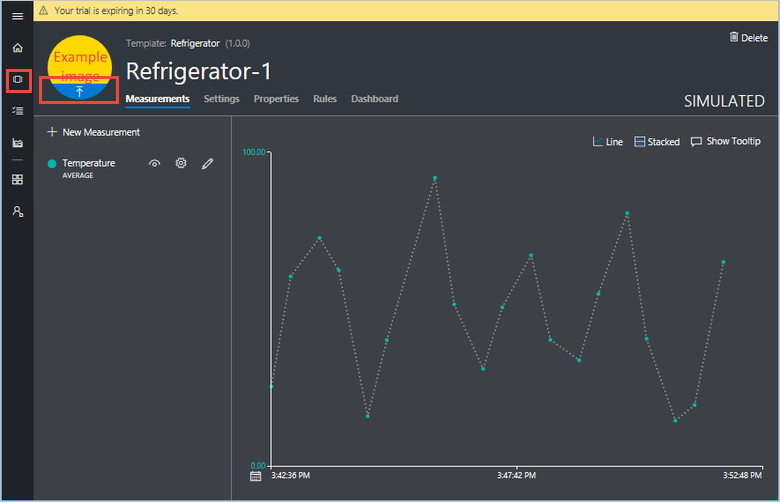 Your trial is expiring in 30 days.
Example
image
Template: Refrigerator (1.0.0)
Delete
Refrigerator-1
Measurements Settings Properties Rules Dashboard
SIMULATED
New Measurement
Temperature
AVERAGE
Line Stacked Show Tooltip
100.00
0.00
3:42:36 PM 3:47:42 PM 3:52:48 PM